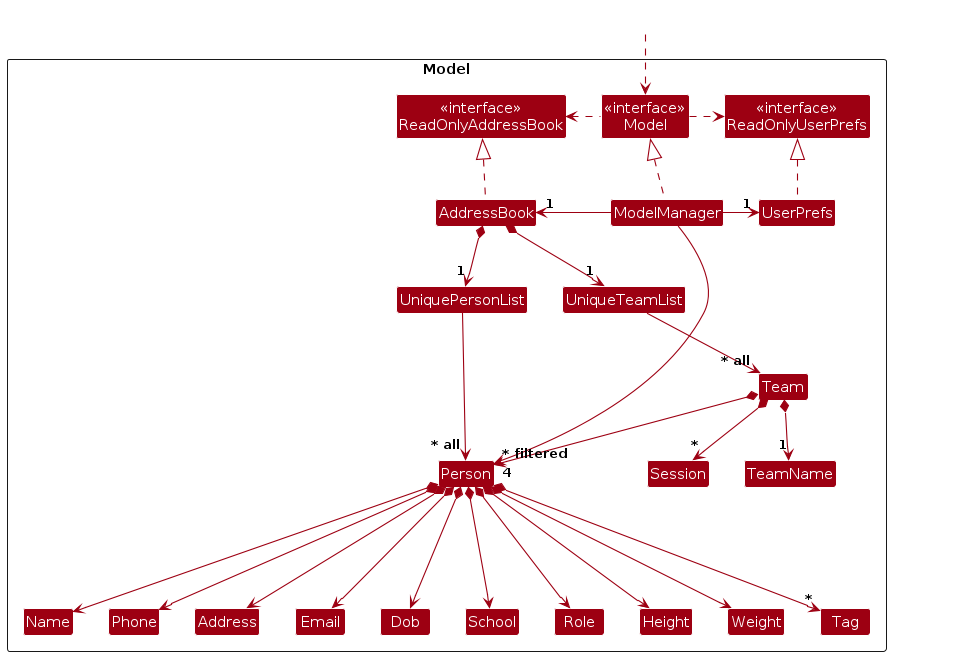 Model
«interface»
ReadOnlyAddressBook
«interface»
Model
«interface»
ReadOnlyUserPrefs
AddressBook
1
ModelManager
1
UserPrefs
1
1
UniquePersonList
UniqueTeamList
* all
Team
* all
* filtered
4
*
1
Person
Session
TeamName
*
Name
Phone
Address
Email
Dob
School
Role
Height
Weight
Tag